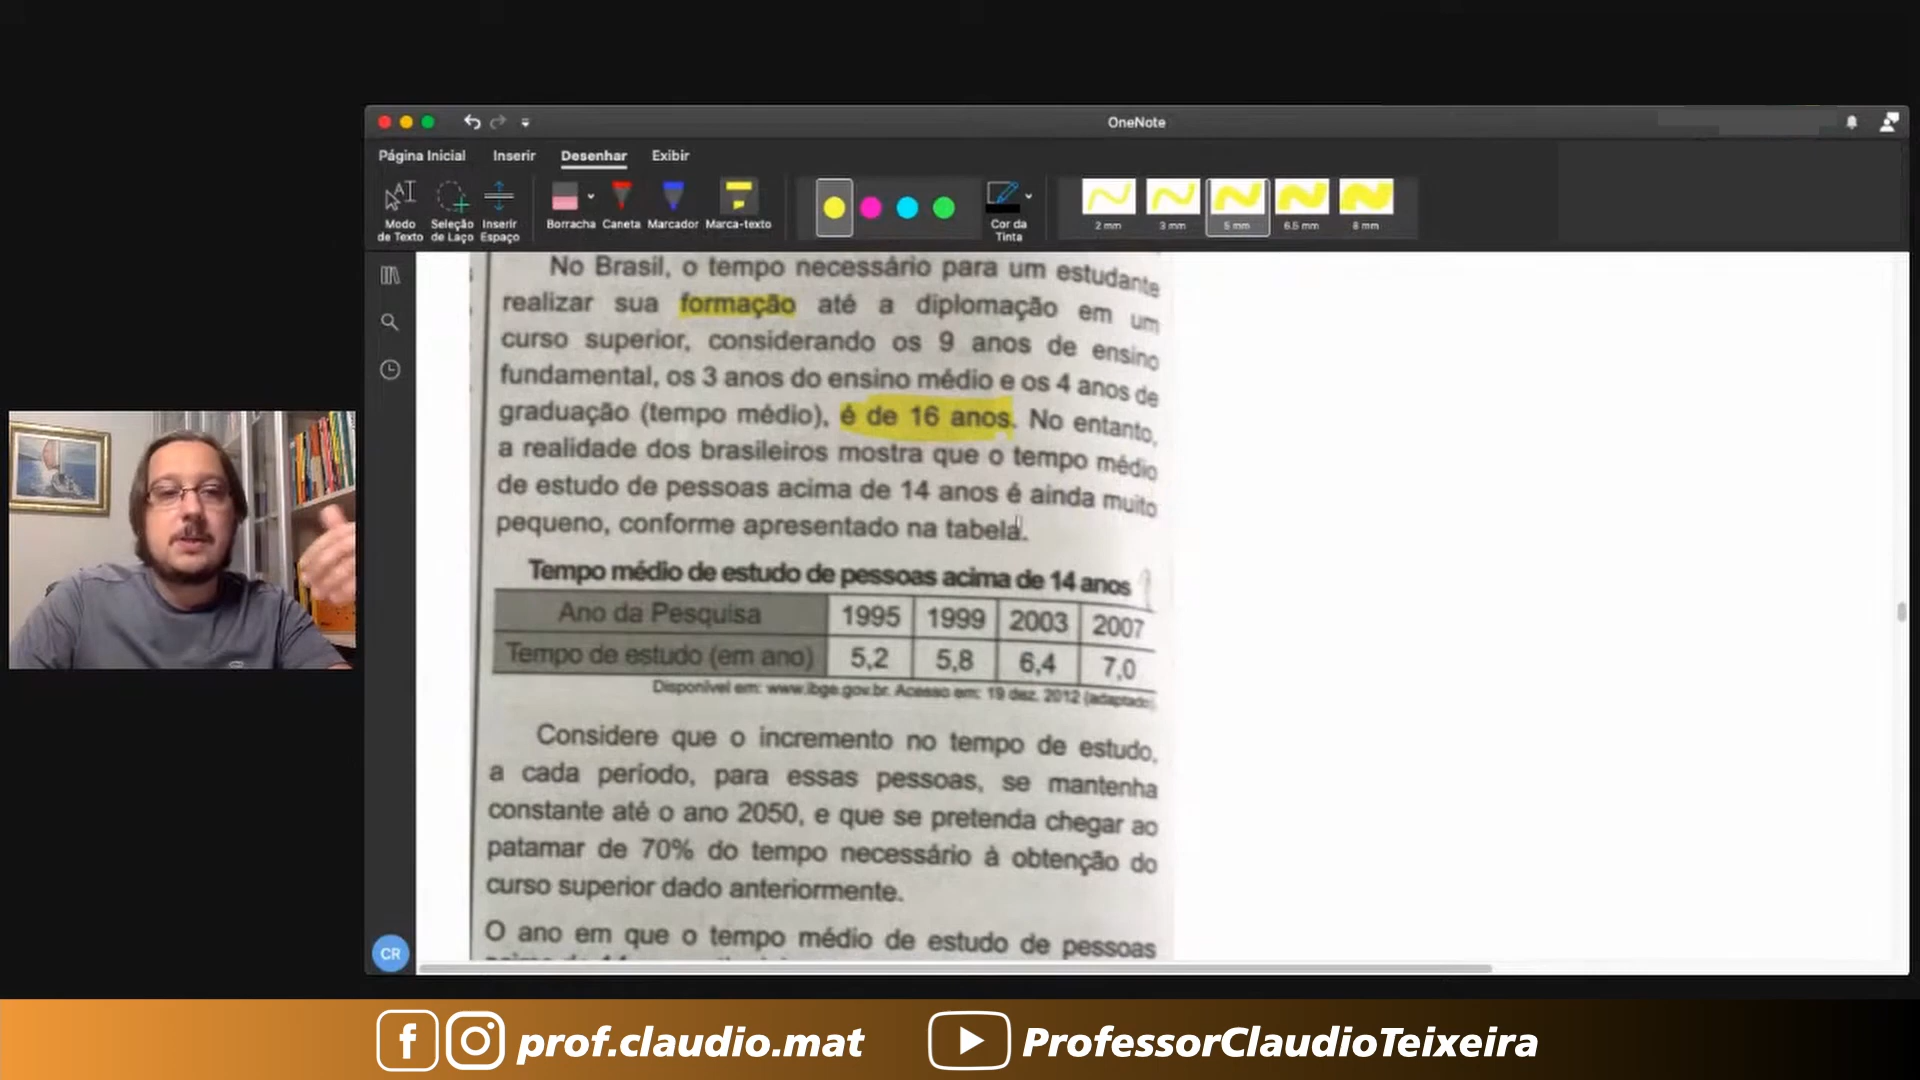 OneNote
Página Inicial Inserir Desenhar Exibir
Modo de Texto
Seleção de Laço
Inserir Espaço
Borracha
Caneta
Marcador
Marca-texto
Cor da Tinta
2 mm
3 mm
5 mm
6.5 mm
8 mm
No Brasil, o tempo necessário para um estudante
realizar sua formação até a diplomação em um
curso superior, considerando os 9 anos de ensino
fundamental, os 3 anos do ensino médio e os 4 anos de
graduação (tempo médio), é de 16 anos. No entanto,
a realidade dos brasileiros mostra que o tempo médio
de estudo de pessoas acima de 14 anos é ainda muito
pequeno, conforme apresentado na tabela.
Tempo médio de estudo de pessoas acima de 14 anos
Ano da Pesquisa 1995 1999 2003 2007
Tempo de estudo (em ano) 5,2 5,8 6,4 7,0
Disponível em: www.ibge.gov.br. Acesso em: 19 dez. 2012 (adaptado).
Considere que o incremento no tempo de estudo,
a cada período, para essas pessoas, se mantenha
constante até o ano 2050, e que se pretenda chegar ao
patamar de 70% do tempo necessário à obtenção do
curso superior dado anteriormente.
O ano em que o tempo médio de estudo de pessoas
CR
prof.claudio.mat
ProfessorClaudioTeixeira